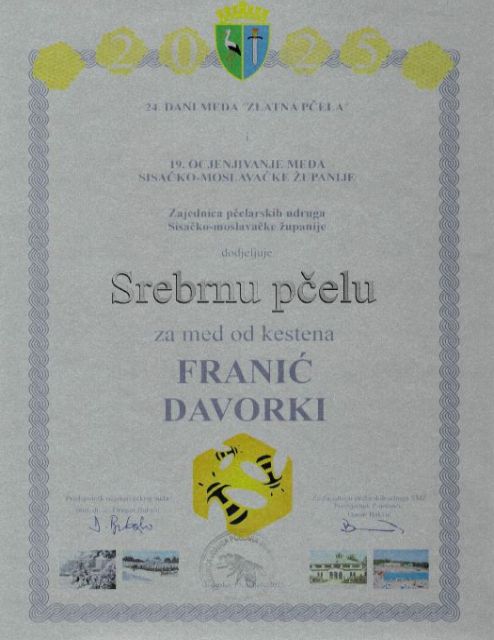 2025
24. DANI MEDA "ZLATNA PČELA"
i
19. OCJENJIVANJE MEDA
SISAČKO-MOSLAVAČKE ŽUPANIJE
Zajednica pčelarskih udruga
Sisačko-moslavačke županije
dodjeljuje
Srebrnu pčelu
za med od kestena
FRANIĆ
DAVORKI